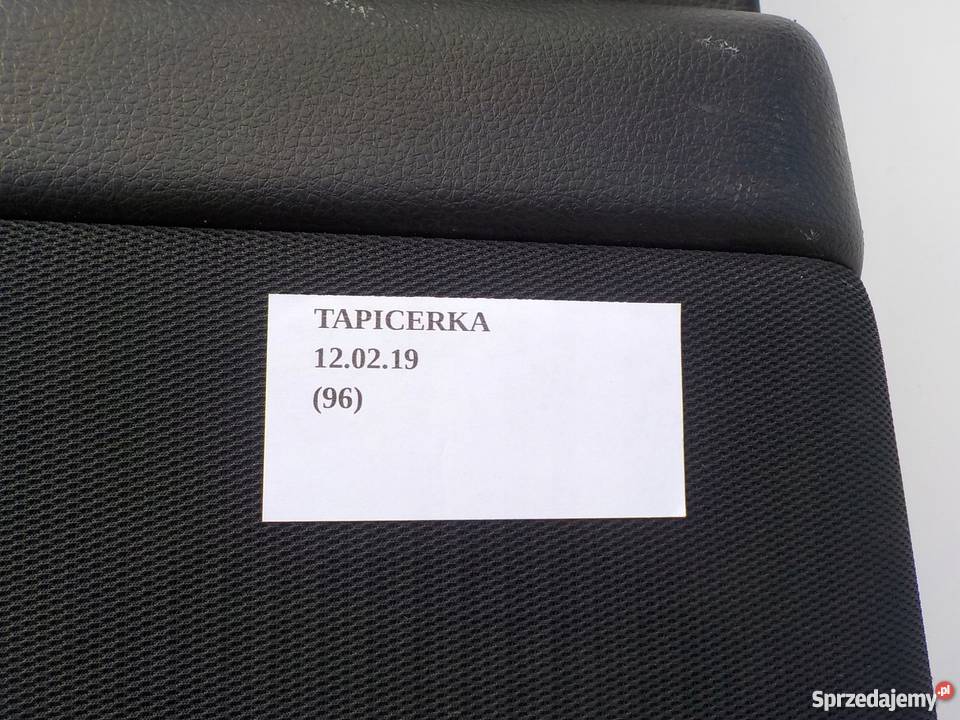 TAPICERKA
12.02.19
(96)
Sprzedajemy.pl